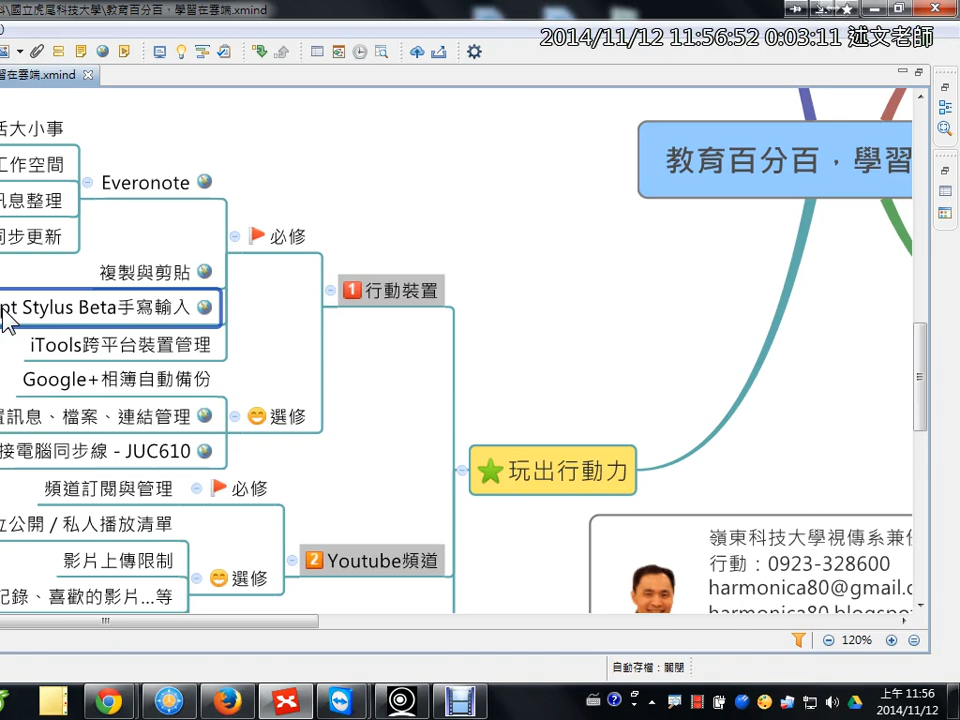 科\國立虎尾科技大學\教育百分百，學習在雲端.xmind
2014/11/12 11:56:52 0:03:11 述文老師
習在雲端.xmind
活大小事
工作空間
訊息整理
同步更新
Everonote
必修
複製與剪貼
nt Stylus Beta手寫輸入
iTools跨平台裝置管理
1 行動裝置
Google+相簿自動備份
置訊息、檔案、連結管理
選修
接電腦同步線 - JUC610
教育百分百，學習
玩出行動力
頻道訂閱與管理
必修
立公開 / 私人播放清單
影片上傳限制
選修
記錄、喜歡的影片...等
2 Youtube頻道
嶺東科技大學視傳系兼任
行動：0923-328600
harmonica80@gmail.c
harmonica80.blogspot
120%
自動存檔：關閉
上午 11:56
2014/11/12